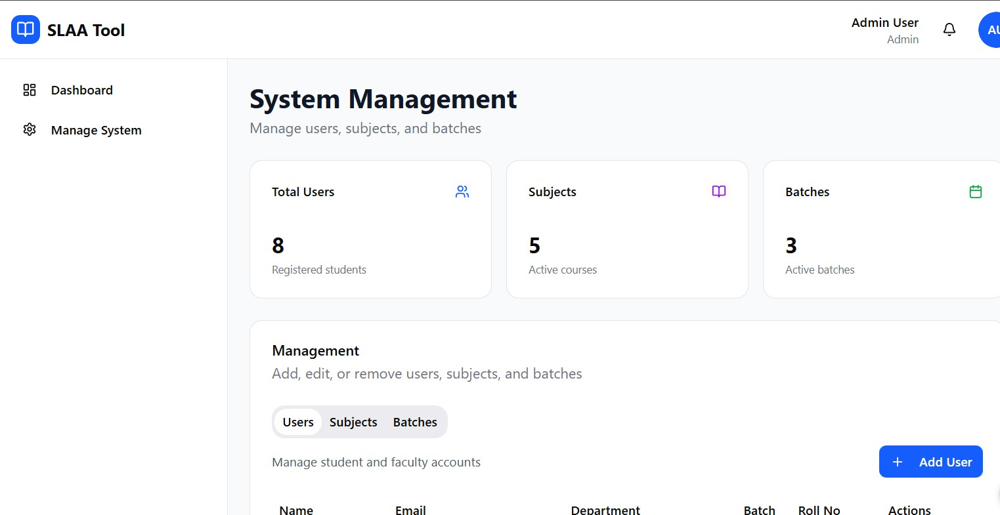 SLAA Tool
Admin User
Admin
AU
Dashboard
Manage System
System Management
Manage users, subjects, and batches
Total Users
8
Registered students
Subjects
5
Active courses
Batches
3
Active batches
Management
Add, edit, or remove users, subjects, and batches
Users Subjects Batches
Manage student and faculty accounts
+ Add User
Name Email Department Batch Roll No Actions